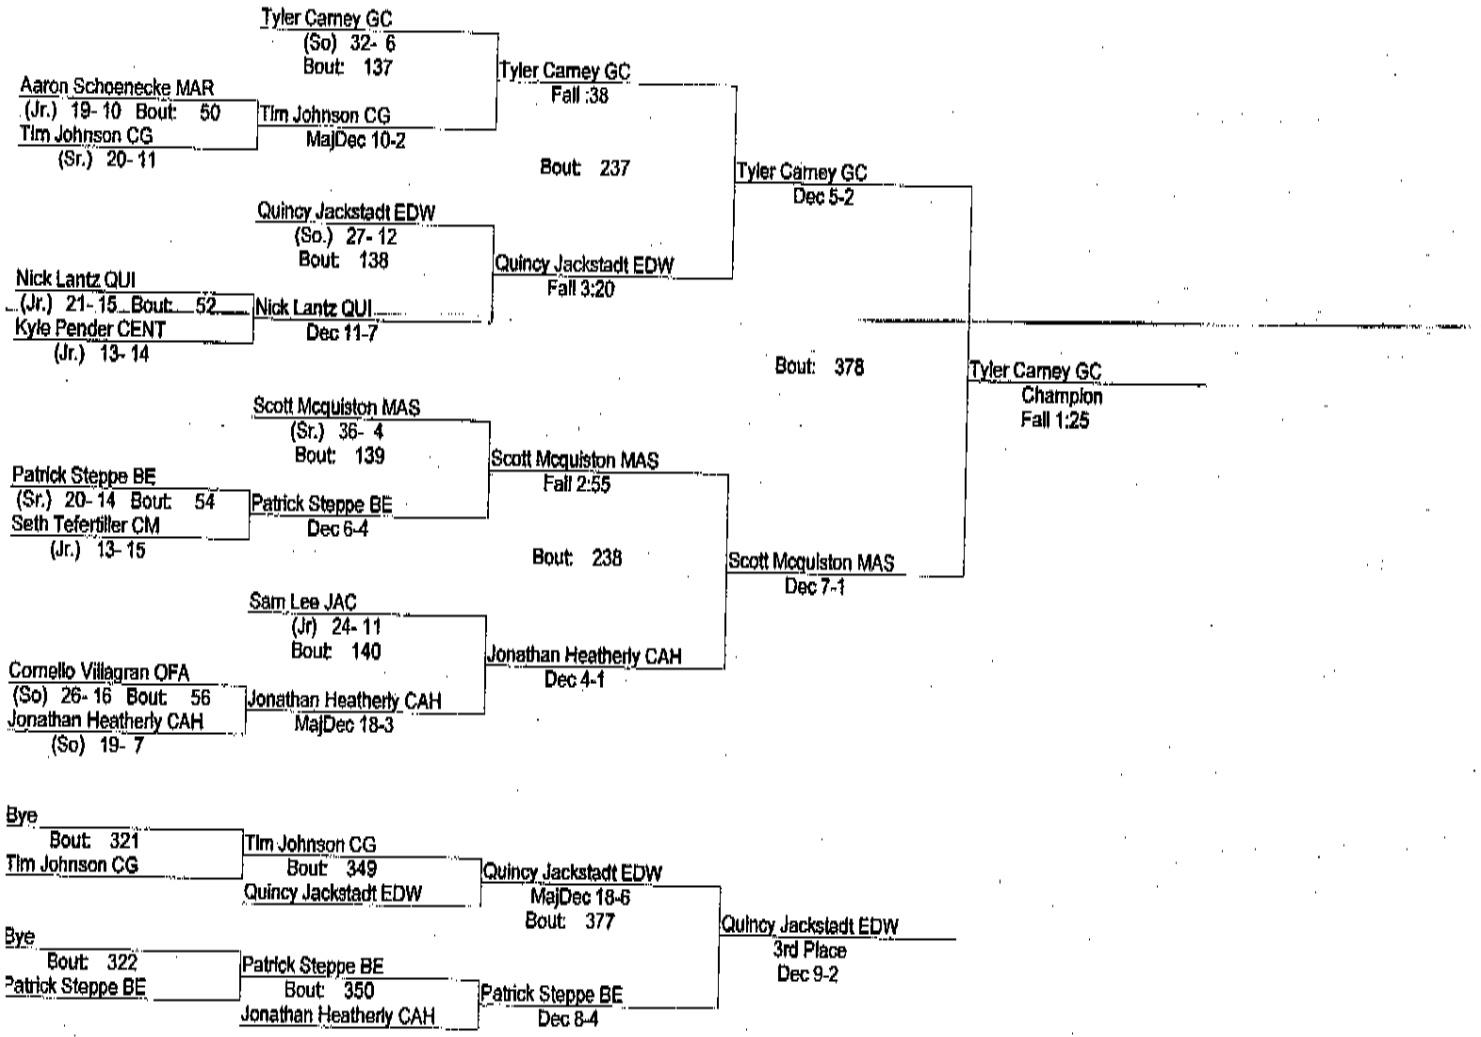 Tyler Carney GC
(So) 32- 6
Bout: 137
Tyler Carney GC
Fall :38
Aaron Schoenecke MAR
(Jr.) 19- 10 Bout: 50
Tim Johnson CG
MajDec 10-2
Tim Johnson CG
(Sr.) 20- 11
Bout: 237
Tyler Carney GC
Dec 5-2
Quincy Jackstadt EDW
(So.) 27- 12
Bout: 138
Quincy Jackstadt EDW
Fall 3:20
Nick Lantz QUI
(Jr.) 21- 15 Bout: 52
Nick Lantz QUI
Dec 11-7
Kyle Pender CENT
(Jr.) 13- 14
Bout: 378
Tyler Carney GC
Champion
Fall 1:25
Scott Mcquiston MAS
(Sr.) 36- 4
Bout: 139
Scott Mcquiston MAS
Fall 2:55
Patrick Steppe BE
(Sr.) 20- 14 Bout: 54
Patrick Steppe BE
Dec 6-4
Seth Tefertiller CM
(Jr.) 13- 15
Bout: 238
Scott Mcquiston MAS
Dec 7-1
Sam Lee JAC
(Jr) 24- 11
Bout: 140
Jonathan Heatherly CAH
Dec 4-1
Cornelio Villagran OFA
(So) 26- 16 Bout: 56
Jonathan Heatherly CAH
MajDec 18-3
Jonathan Heatherly CAH
(So) 19- 7
Bye
Bout: 321
Tim Johnson CG
Tim Johnson CG
Bout: 349
Quincy Jackstadt EDW
Quincy Jackstadt EDW
MajDec 18-6
Bout: 377
Quincy Jackstadt EDW
3rd Place
Dec 9-2
Bye
Bout: 322
Patrick Steppe BE
Patrick Steppe BE
Bout: 350
Jonathan Heatherly CAH
Patrick Steppe BE
Dec 8-4